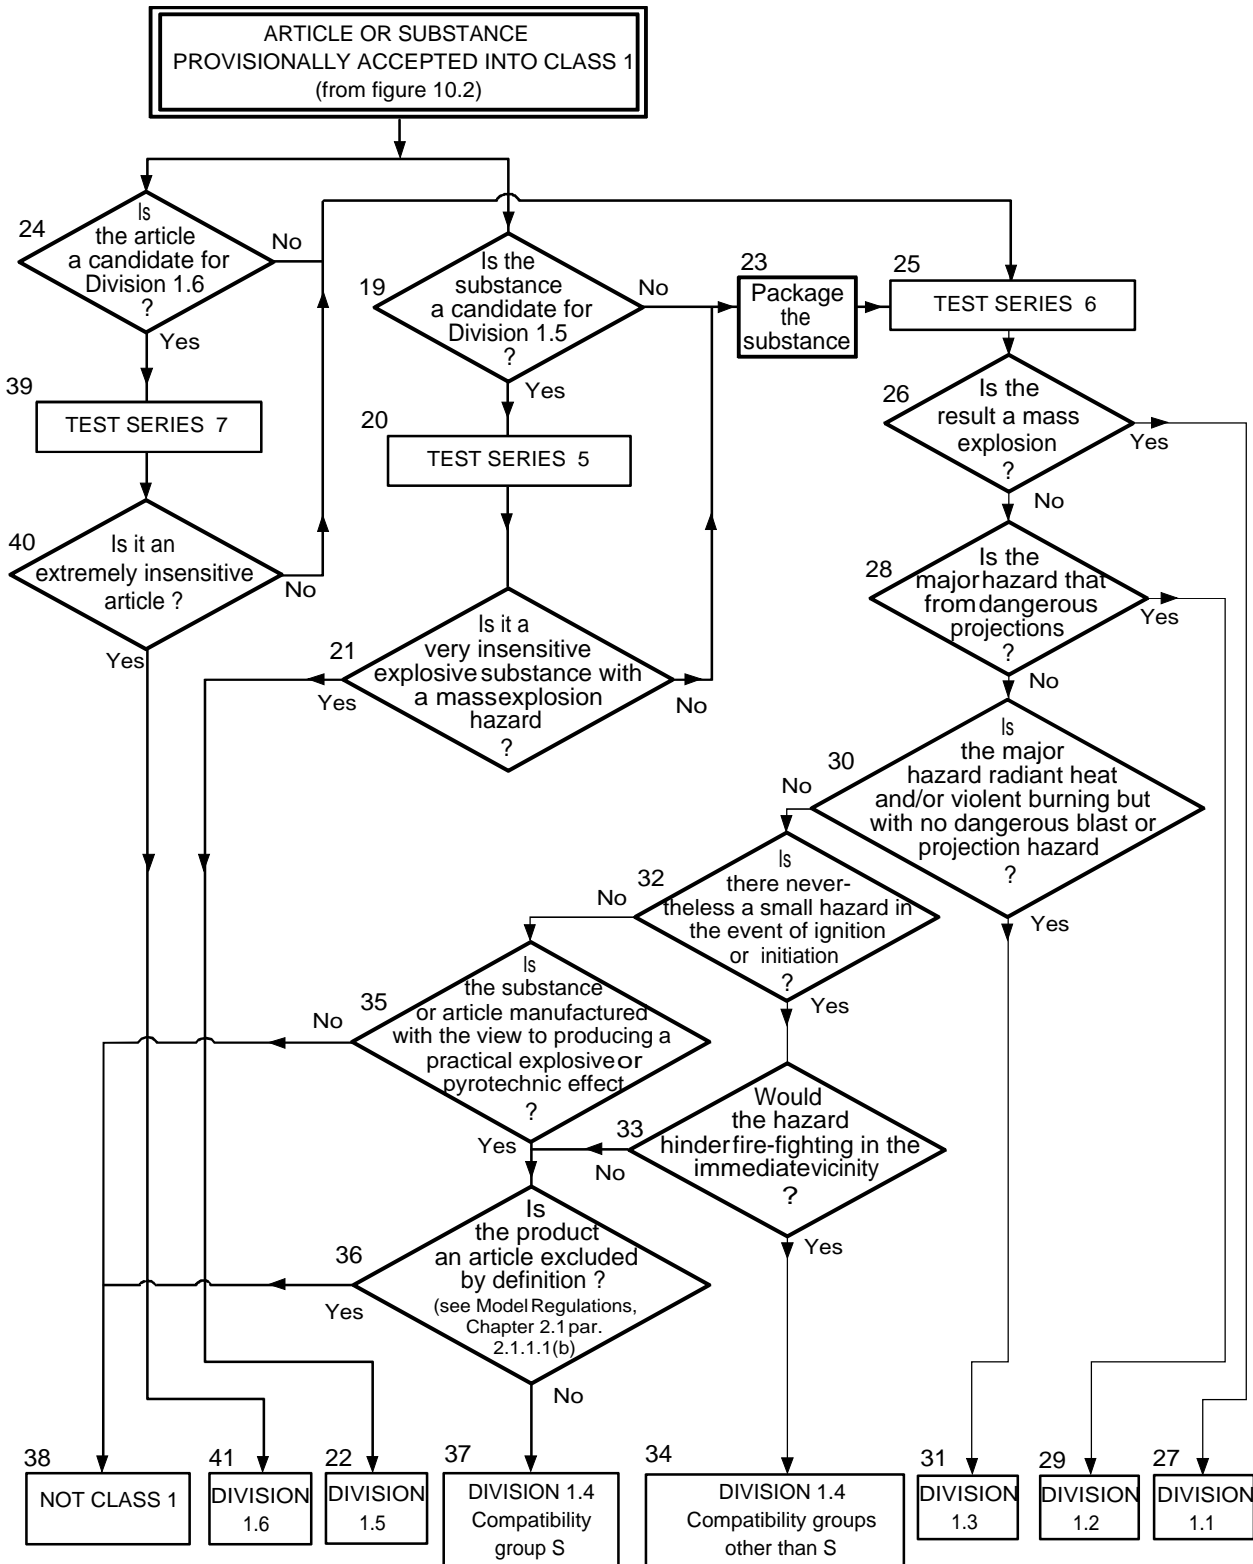 ARTICLE OR SUBSTANCE
PROVISIONALLY ACCEPTED INTO CLASS 1
(from figure 10.2)
24
Is
the article
a candidate for
Division 1.6
?
No
Yes
19
Is the
substance
a candidate for
Division 1.5
?
No
Yes
23
Package
the
substance
25
TEST SERIES 6
39
TEST SERIES 7
20
TEST SERIES 5
26
Is the
result a mass
explosion
?
Yes
No
40
Is it an
extremely insensitive
article ?
No
Yes
28
Is the
major hazard that
from dangerous
projections
?
Yes
No
21
Is it a
very insensitive
explosive substance with
a mass explosion
hazard
?
Yes
No
30
Is
the major
hazard radiant heat
and/or violent burning but
with no dangerous blast or
projection hazard
?
No
Yes
32
Is
there never-
theless a small hazard in
the event of ignition
or initiation
?
No
Yes
35
Is
the substance
or article manufactured
with the view to producing a
practical explosive or
pyrotechnic effect
?
No
Yes
33
Would
the hazard
hinder fire-fighting in the
immediate vicinity
?
No
Yes
36
Is
the product
an article excluded
by definition ?
(see Model Regulations,
Chapter 2.1 par.
2.1.1.1(b)
Yes
No
38
NOT CLASS 1
41
DIVISION
1.6
22
DIVISION
1.5
37
DIVISION 1.4
Compatibility
group S
34
DIVISION 1.4
Compatibility groups
other than S
31
DIVISION
1.3
29
DIVISION
1.2
27
DIVISION
1.1